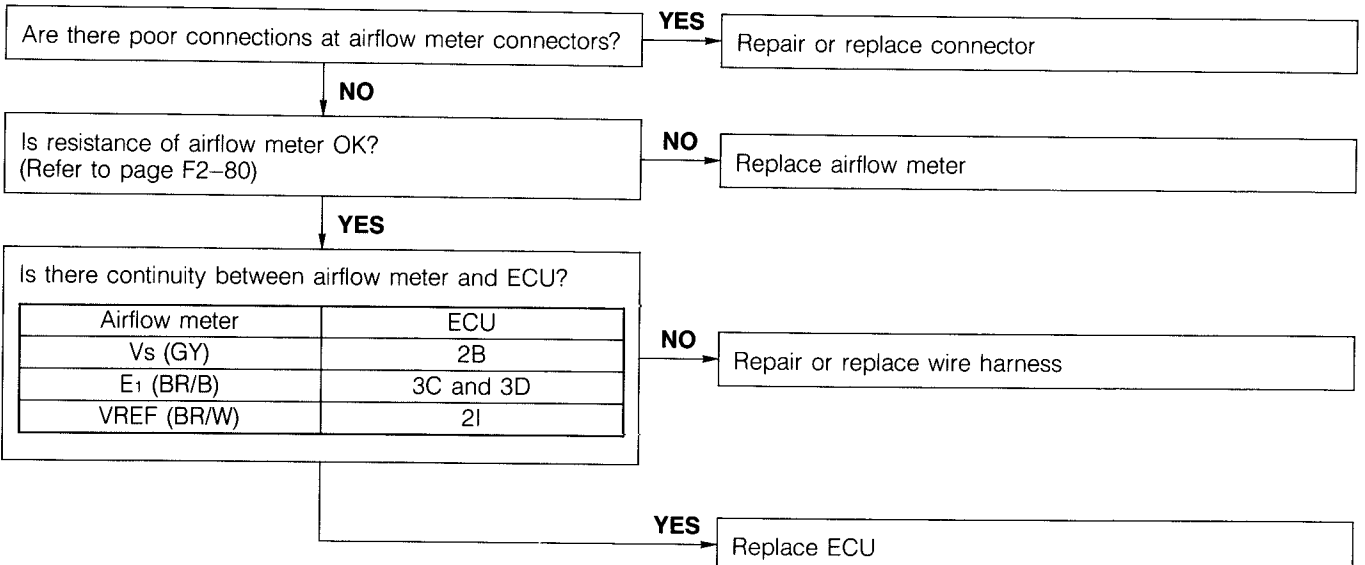 Are there poor connections at airflow meter connectors?
YES
Repair or replace connector
NO
Is resistance of airflow meter OK?
(Refer to page F2–80)
NO
Replace airflow meter
YES
Is there continuity between airflow meter and ECU?
Airflow meter ECU
Vs (GY) 2B
E1 (BR/B) 3C and 3D
VREF (BR/W) 2I
NO
Repair or replace wire harness
YES
Replace ECU